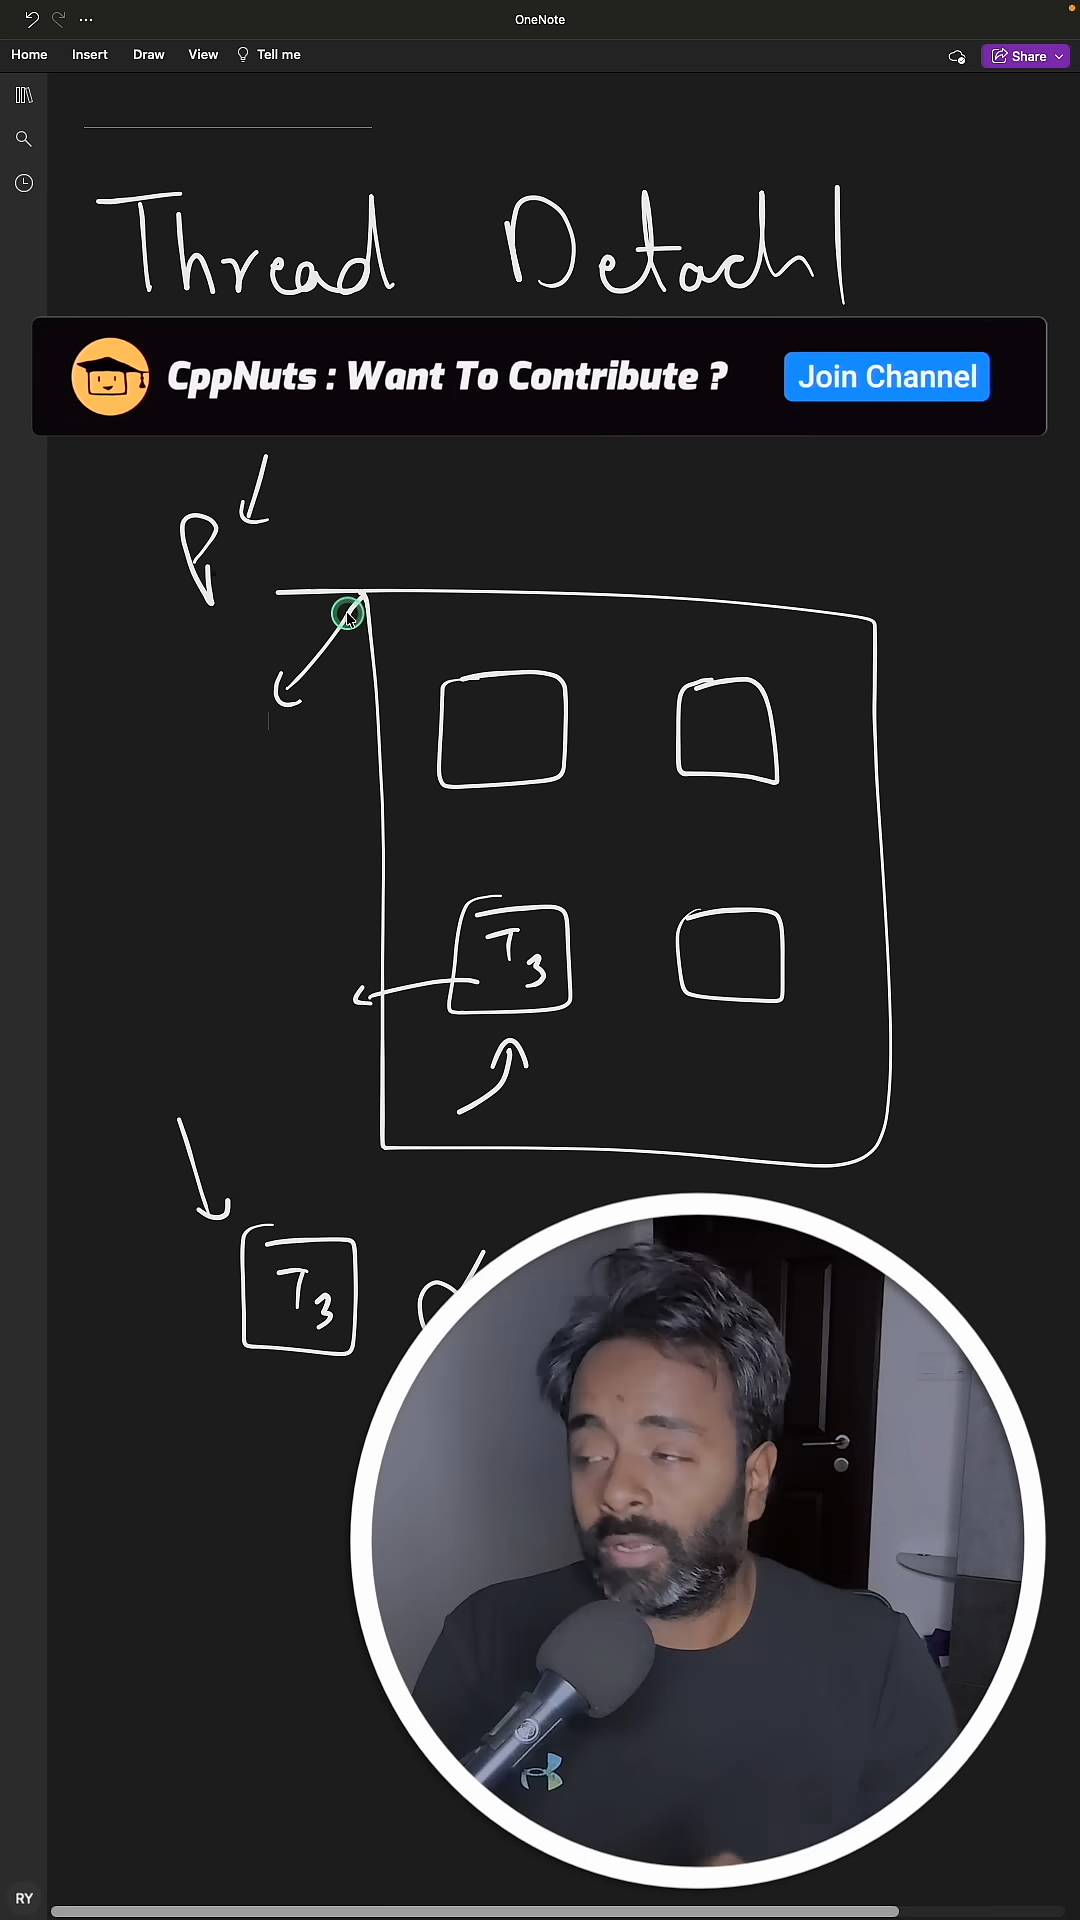 OneNote
Home Insert Draw View Tell me Share
Thread Detach
CppNuts : Want To Contribute ? Join Channel
P
T3
T3
RY